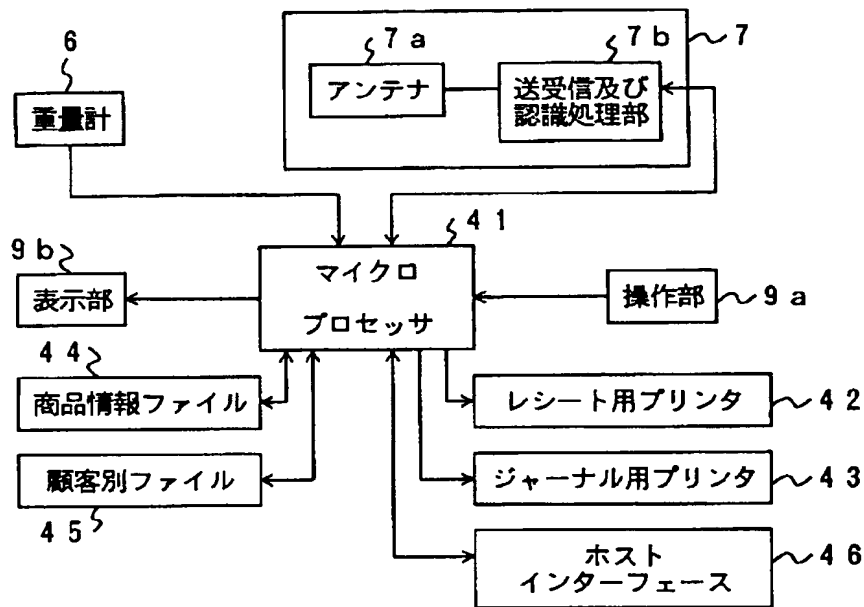 6
重量計
7a
アンテナ
7b
送受信及び
認識処理部
7
41
マイクロ
プロセッサ
9b
表示部
操作部
9a
44
商品情報ファイル
顧客別ファイル
45
レシート用プリンタ
42
ジャーナル用プリンタ
43
ホスト
インターフェース
46